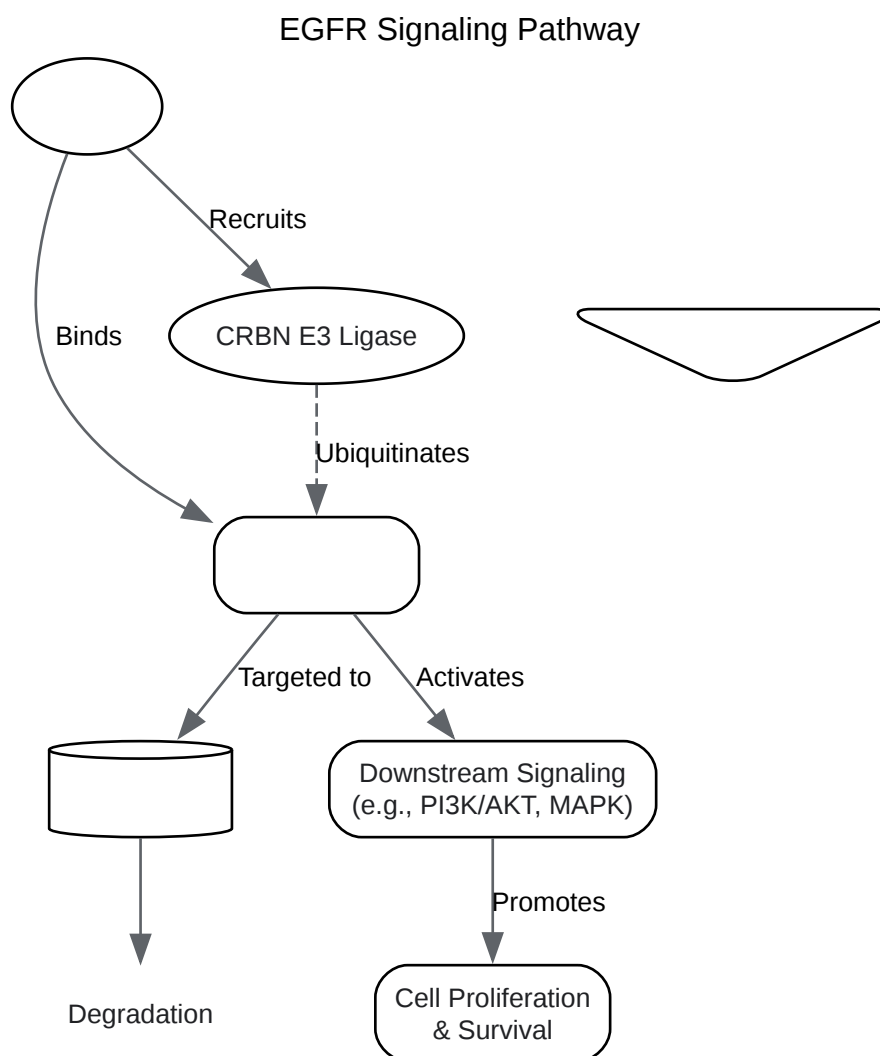 EGFR Signaling Pathway
Recruits
Binds
CRBN E3 Ligase
Ubiquitinates
Targeted to
Activates
Downstream Signaling
(e.g., PI3K/AKT, MAPK)
Promotes
Degradation
Cell Proliferation
& Survival